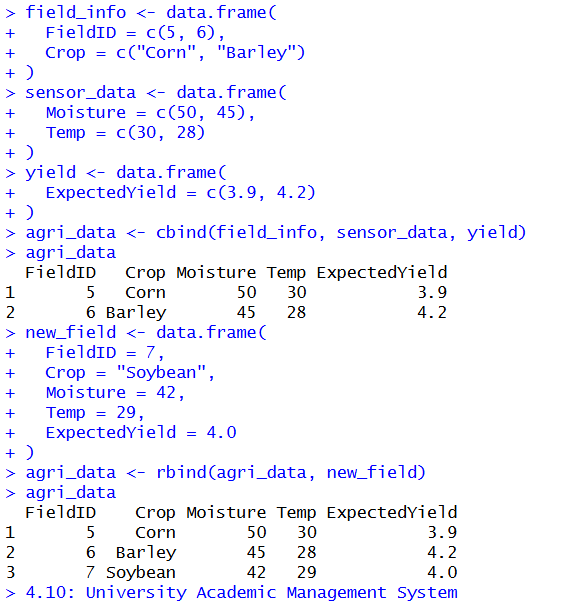 > field_info <- data.frame(
+   FieldID = c(5, 6),
+   Crop = c("Corn", "Barley")
+ )
> sensor_data <- data.frame(
+   Moisture = c(50, 45),
+   Temp = c(30, 28)
+ )
> yield <- data.frame(
+   ExpectedYield = c(3.9, 4.2)
+ )
> agri_data <- cbind(field_info, sensor_data, yield)
> agri_data
  FieldID   Crop Moisture Temp ExpectedYield
1       5   Corn       50   30           3.9
2       6 Barley       45   28           4.2
> new_field <- data.frame(
+   FieldID = 7,
+   Crop = "Soybean",
+   Moisture = 42,
+   Temp = 29,
+   ExpectedYield = 4.0
+ )
> agri_data <- rbind(agri_data, new_field)
> agri_data
  FieldID    Crop Moisture Temp ExpectedYield
1       5    Corn       50   30           3.9
2       6  Barley       45   28           4.2
3       7 Soybean       42   29           4.0
> 4.10: University Academic Management System